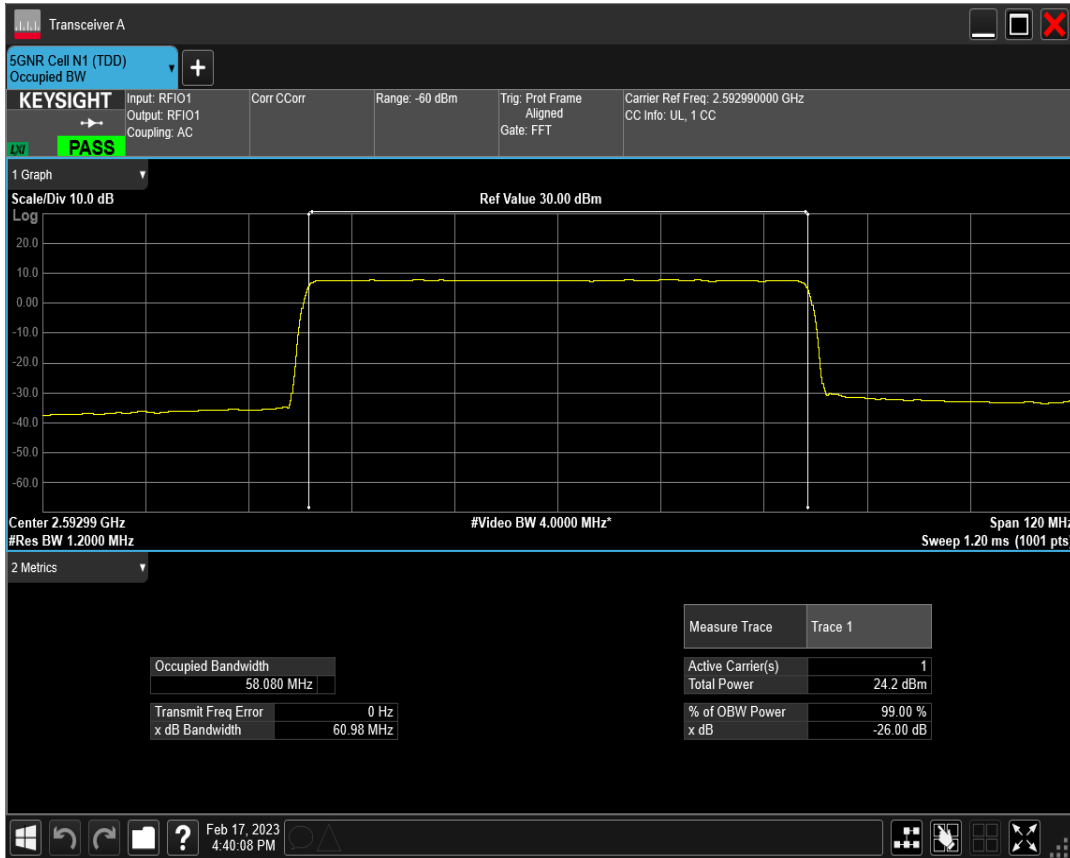 Transceiver A
5GNR Cell N1 (TDD)
Occupied BW
+
KEYSIGHT
LXI
PASS
Input: RFIO1
Output: RFIO1
Coupling: AC
Corr CCorr
Range: -60 dBm
Trig: Prot Frame
Aligned
Gate: FFT
Carrier Ref Freq: 2.592990000 GHz
CC Info: UL, 1 CC
1 Graph
Scale/Div 10.0 dB
Ref Value 30.00 dBm
Log
20.0
10.0
0.00
-10.0
-20.0
-30.0
-40.0
-50.0
-60.0
Center 2.59299 GHz
#Video BW 4.0000 MHz*
Span 120 MHz
#Res BW 1.2000 MHz
Sweep 1.20 ms (1001 pts)
2 Metrics
Measure Trace Trace 1
Occupied Bandwidth
58.080 MHz
Active Carrier(s) 1
Total Power 24.2 dBm
Transmit Freq Error 0 Hz
x dB Bandwidth 60.98 MHz
% of OBW Power 99.00 %
x dB -26.00 dB
?
Feb 17, 2023
4:40:08 PM